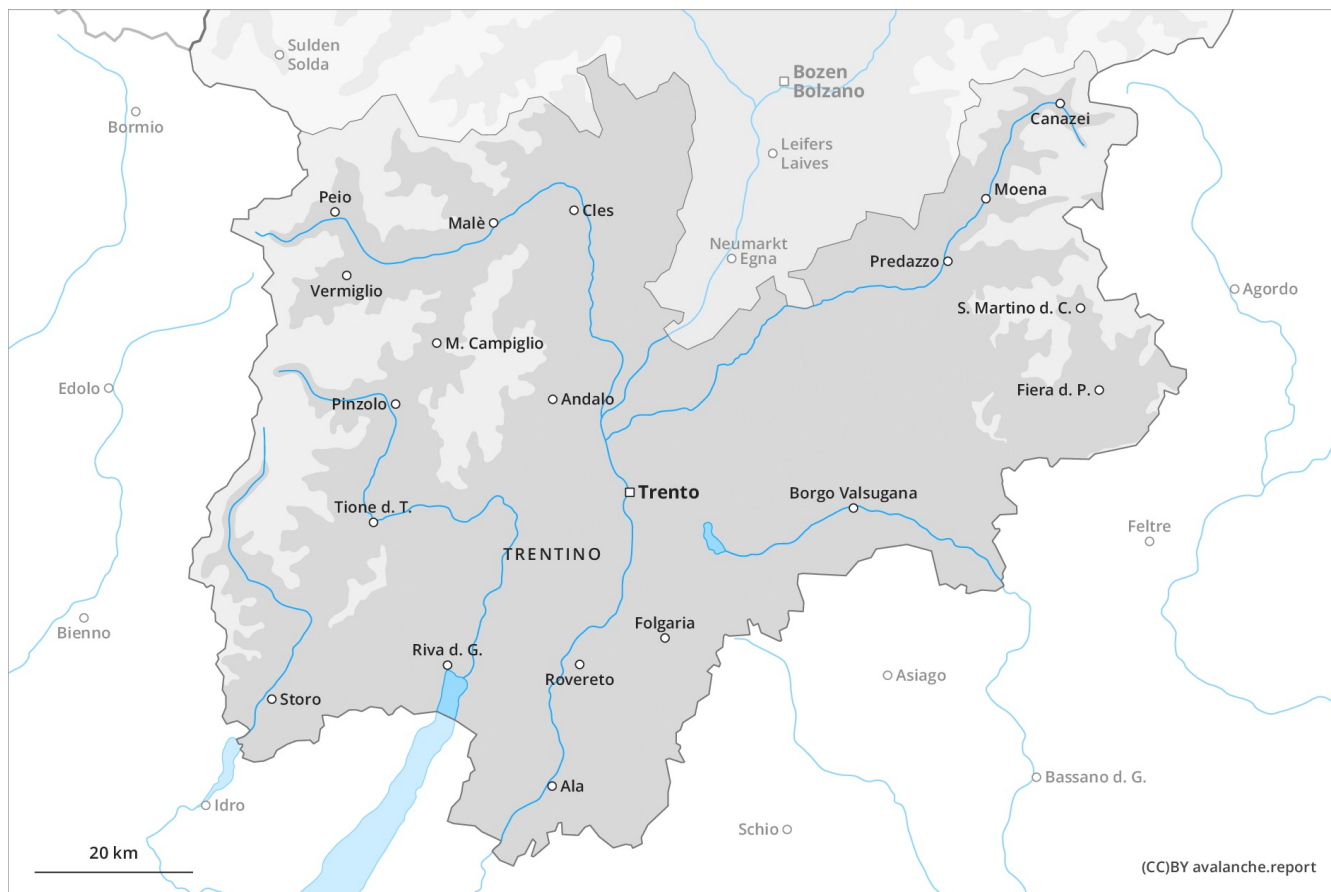 Sulden
Solda
Bozen
Bolzano
Bormio
Canazei
Leifers
Laives
Moena
Peio
Malè
Cles
Neumarkt
Egna
Predazzo
Vermiglio
Agordo
S. Martino d. C.
M. Campiglio
Edolo
Fiera d. P.
Pinzolo
Andalo
Trento
Borgo Valsugana
Tione d. T.
Feltre
TRENTINO
Bienno
Folgaria
Riva d. G.
Rovereto
Asiago
Storo
Bassano d. G.
Ala
Idro
Schio
20 km
(CC)BY avalanche.report